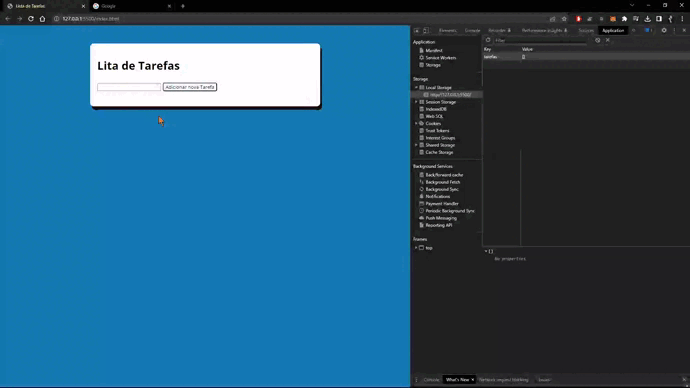 Lista de Tarefas
Google
127.0.0.1:5500/index.html
Lita de Tarefas
Adicionar nova Tarefa
Elements
Console
Performance insights
Application
Application
Manifest
Service Workers
Storage
Storage
Local Storage
http://127.0.0.1:5500/
Session Storage
IndexedDB
Web SQL
Cookies
Trust Tokens
Interest Groups
Shared Storage
Cache Storage
Background Services
Back/forward cache
Background Fetch
Background Sync
Notifications
Payment Handler
Periodic Background Sync
Push Messaging
Reporting API
Frames
top
Filter
Key Value
tarefas []
[]
No properties
Console What's New Network request blocking Issues